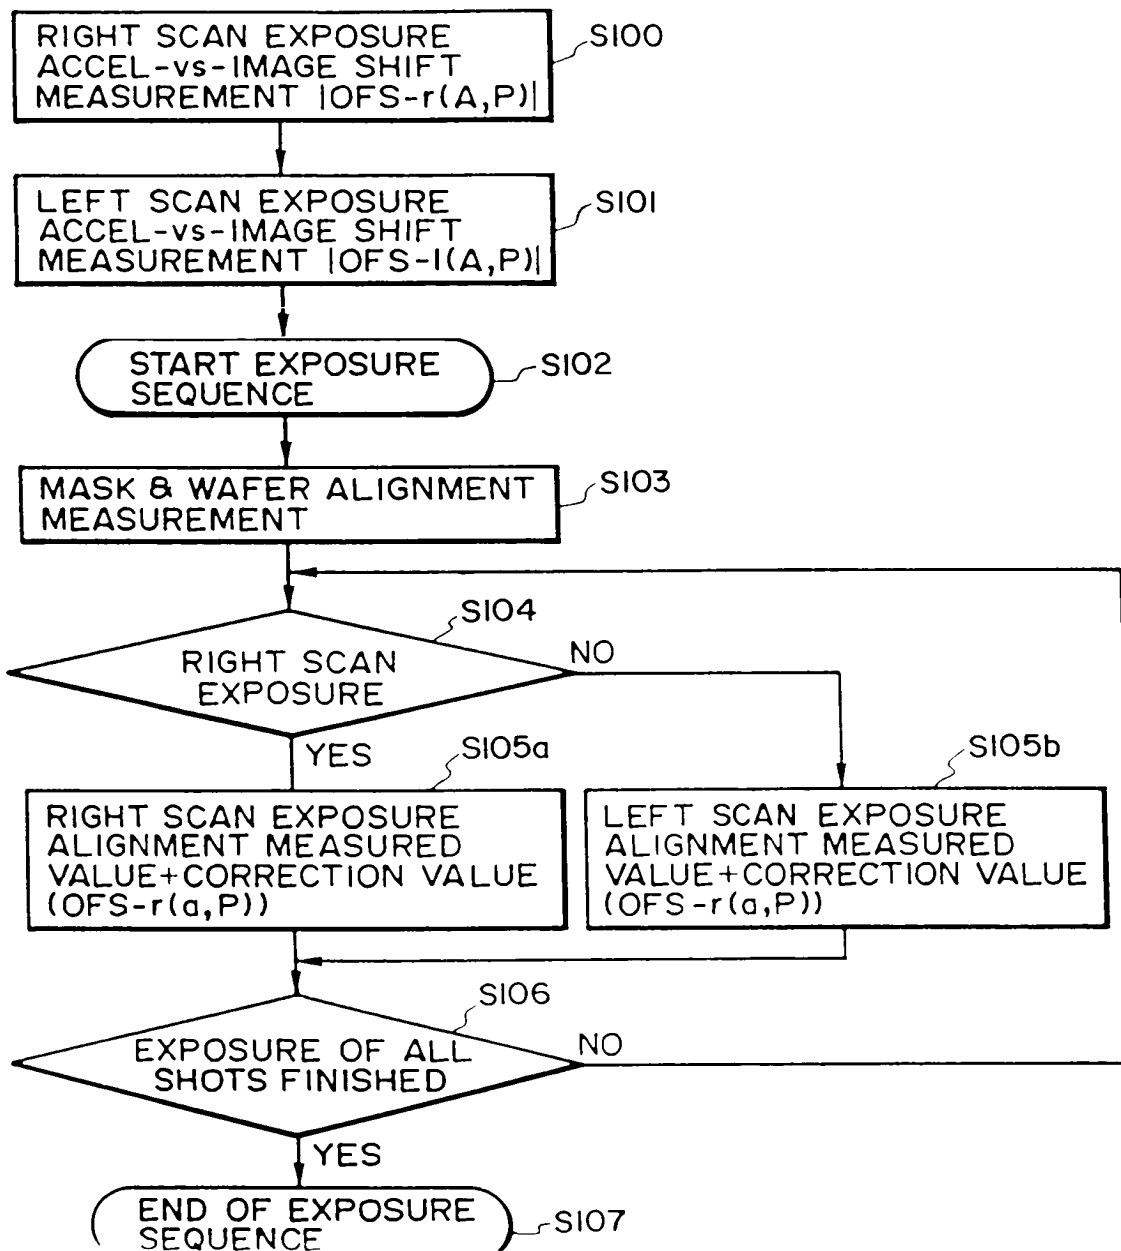 RIGHT SCAN EXPOSURE
ACCEL-vs-IMAGE SHIFT
MEASUREMENT |OFS-r(A,P)|
S100
LEFT SCAN EXPOSURE
ACCEL-vs-IMAGE SHIFT
MEASUREMENT |OFS-l(A,P)|
S101
START EXPOSURE
SEQUENCE
S102
MASK & WAFER ALIGNMENT
MEASUREMENT
S103
S104
RIGHT SCAN
EXPOSURE
NO
YES
S105a
RIGHT SCAN EXPOSURE
ALIGNMENT MEASURED
VALUE+CORRECTION VALUE
(OFS-r(a,P))
S105b
LEFT SCAN EXPOSURE
ALIGNMENT MEASURED
VALUE+CORRECTION VALUE
(OFS-r(a,P))
S106
EXPOSURE OF ALL
SHOTS FINISHED
NO
YES
END OF EXPOSURE
SEQUENCE
S107